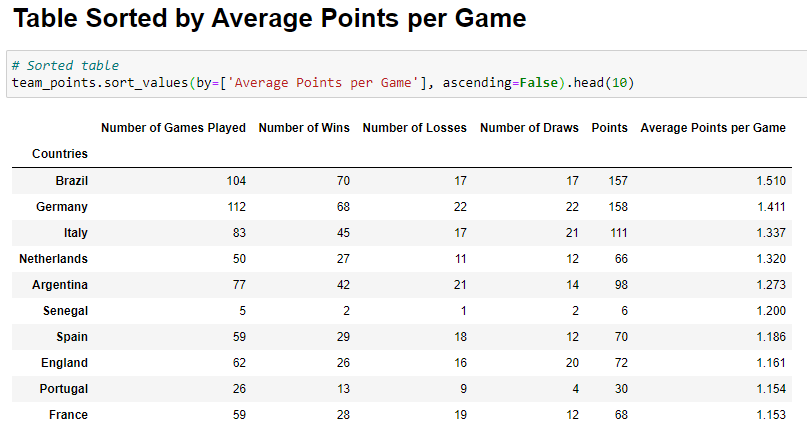 Table Sorted by Average Points per Game
# Sorted table
team_points.sort_values(by=['Average Points per Game'], ascending=False).head(10)
Number of Games Played Number of Wins Number of Losses Number of Draws Points Average Points per Game
Countries
Brazil 104 70 17 17 157 1.510
Germany 112 68 22 22 158 1.411
Italy 83 45 17 21 111 1.337
Netherlands 50 27 11 12 66 1.320
Argentina 77 42 21 14 98 1.273
Senegal 5 2 1 2 6 1.200
Spain 59 29 18 12 70 1.186
England 62 26 16 20 72 1.161
Portugal 26 13 9 4 30 1.154
France 59 28 19 12 68 1.153